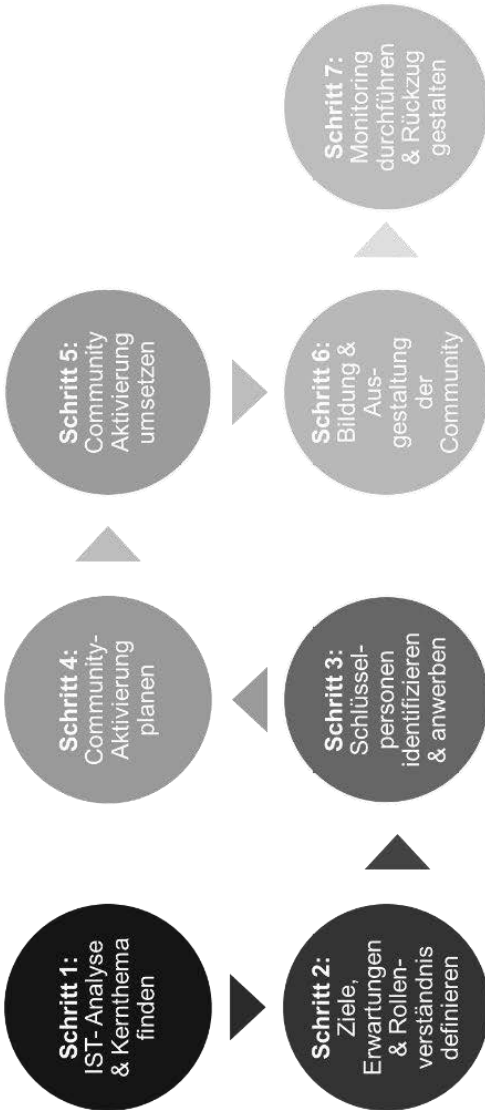 Schritt 1:
IST- Analyse
& Kernthema
finden
Schritt 2:
Ziele,
Erwartungen
& Rollen-
verständnis
definieren
Schritt 3:
Schlüssel-
personen
identifizieren
& anwerben
Schritt 4:
Community-
Aktivierung
planen
Schritt 5:
Community
Aktivierung
umsetzen
Schritt 6:
Bildung &
Aus-
gestaltung
der
Community
Schritt 7:
Monitoring
durchführen
& Rückzug
gestalten